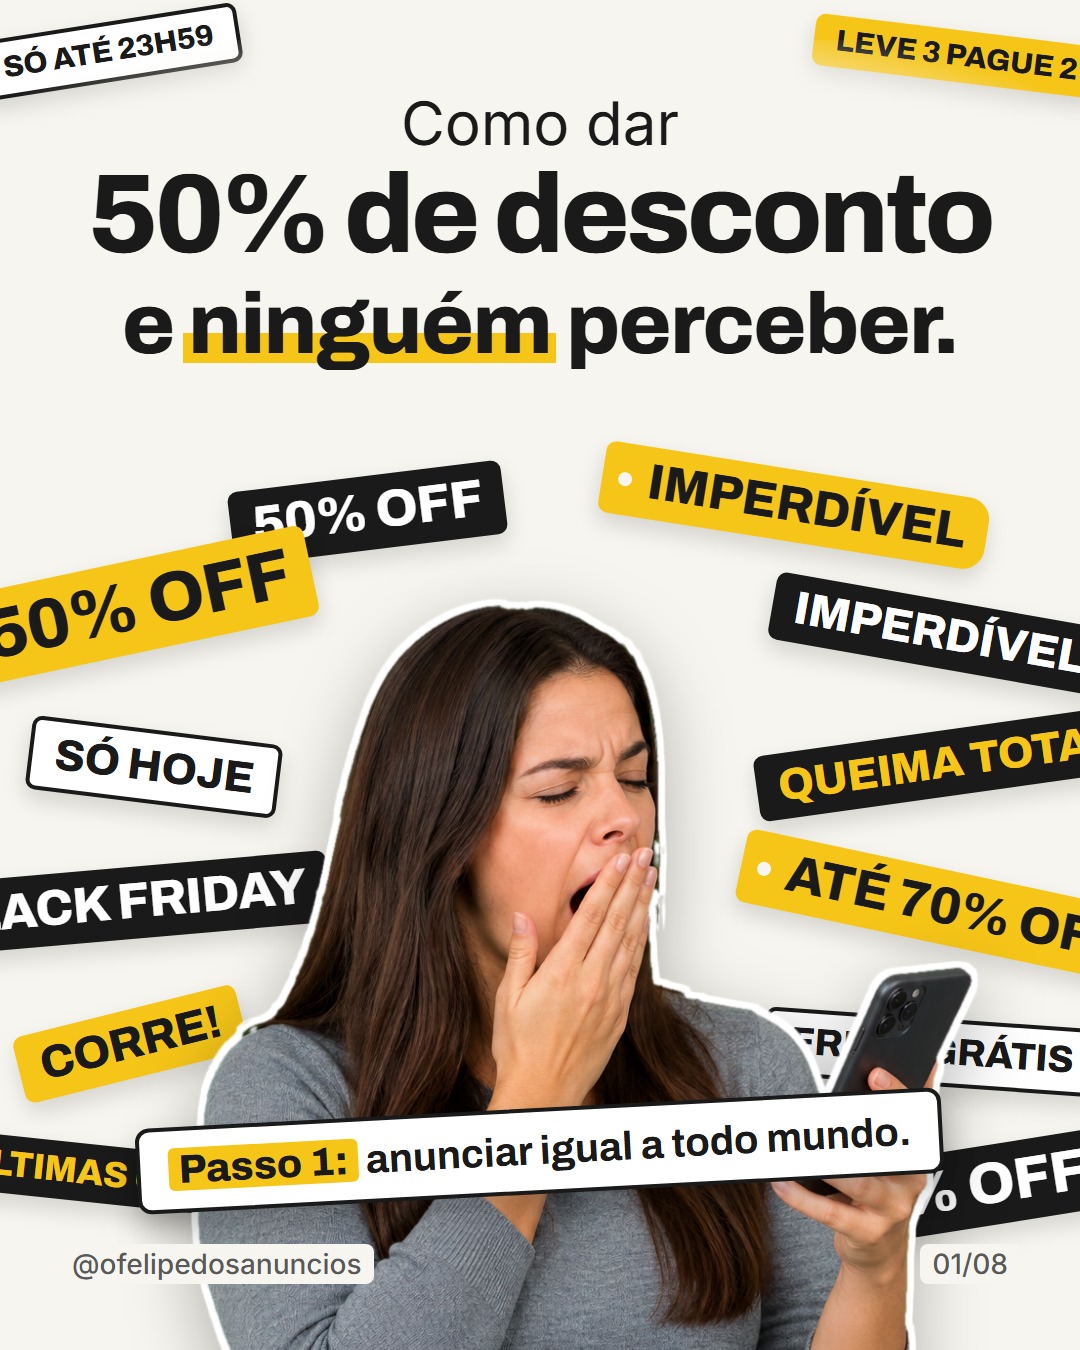 SÓ ATÉ 23H59
LEVE 3 PAGUE 2
Como dar
50% de desconto
e ninguém perceber.
50% OFF
IMPERDÍVEL
50% OFF
IMPERDÍVEL
SÓ HOJE
QUEIMA TOTA
ACK FRIDAY
ATÉ 70% OF
CORRE!
GRÁTIS
LTIMAS
Passo 1: anunciar igual a todo mundo.
% OFF
@ofelipedosanuncios
01/08